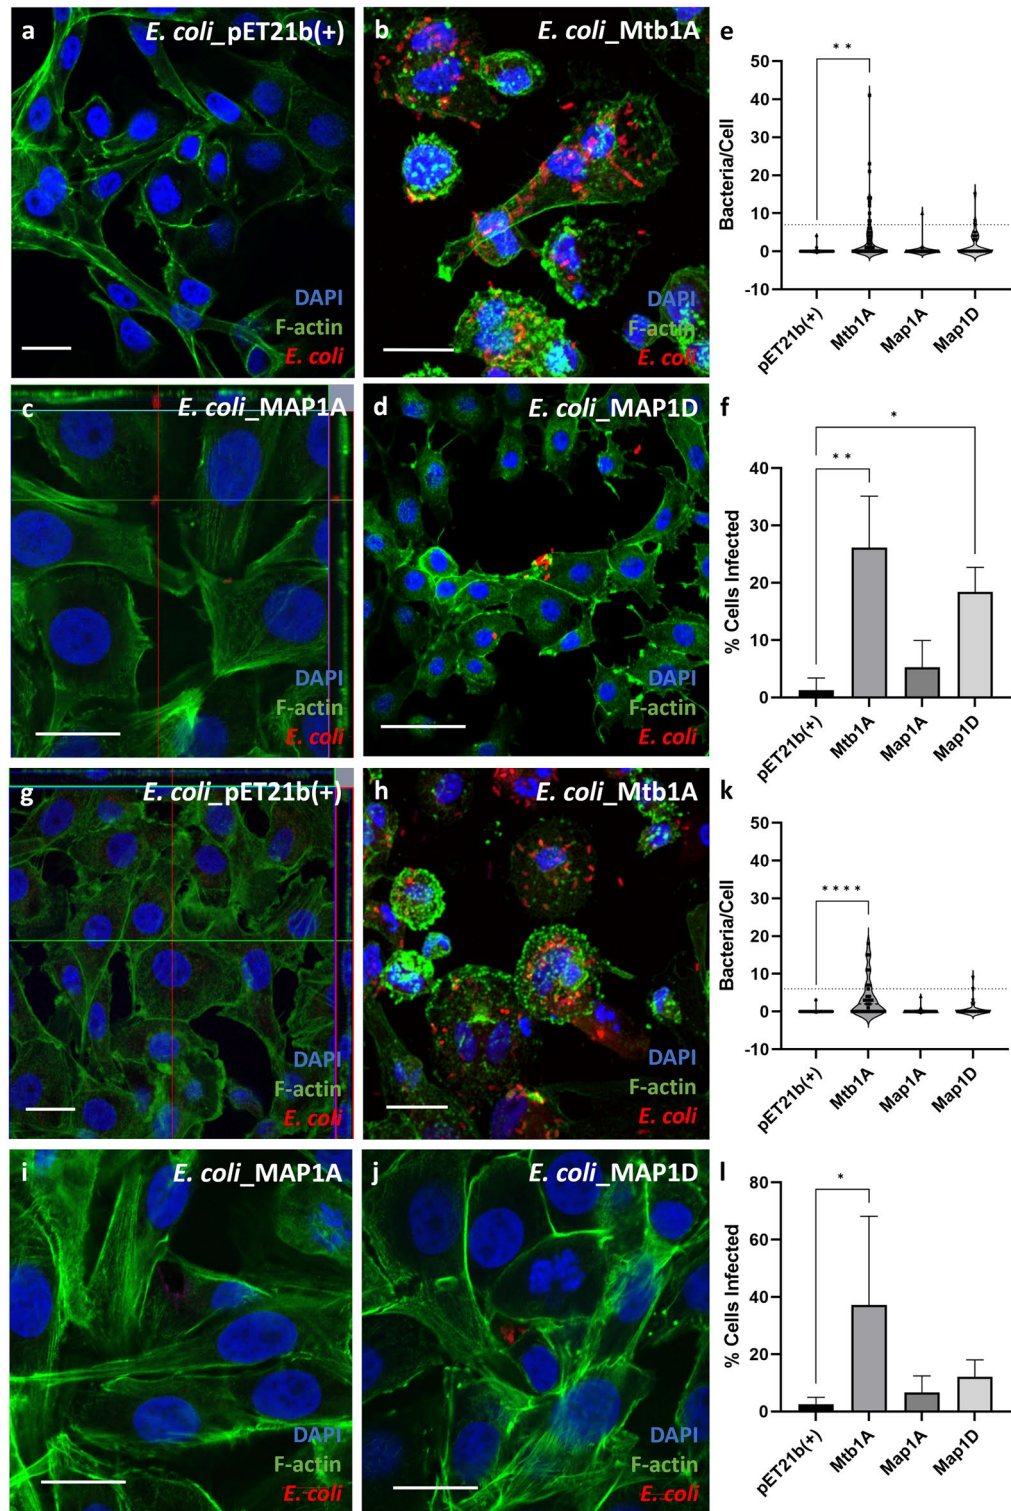 a E. coli_pET21b(+)
DAPI
F-actin
E. coli
b E. coli_Mtb1A
DAPI
F-actin
E. coli
e
* *
50
40
30
20
10
0
-10
Bacteria/Cell
pET21b(+)
Mtb1A
Map1A
Map1D
c E. coli_MAP1A
DAPI
F-actin
E. coli
d E. coli_MAP1D
DAPI
F-actin
E. coli
f
*
* *
40
30
20
10
0
% Cells Infected
pET21b(+)
Mtb1A
Map1A
Map1D
g E. coli_pET21b(+)
DAPI
F-actin
E. coli
h E. coli_Mtb1A
DAPI
F-actin
E. coli
k
* * * *
50
40
30
20
10
0
-10
Bacteria/Cell
pET21b(+)
Mtb1A
Map1A
Map1D
i E. coli_MAP1A
DAPI
F-actin
E. coli
j E. coli_MAP1D
DAPI
F-actin
E. coli
l
*
80
60
40
20
0
% Cells Infected
pET21b(+)
Mtb1A
Map1A
Map1D